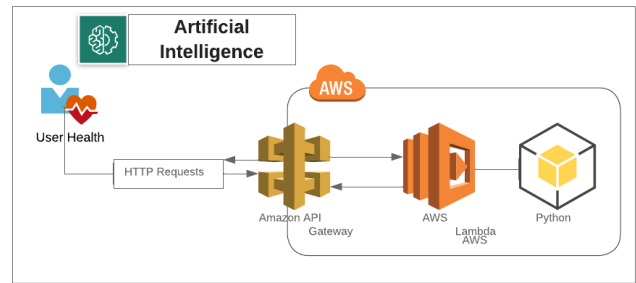 Artificial
Intelligence
AWS
User Health
HTTP Requests
Amazon API
Gateway
AWS
Lambda
AWS
Python